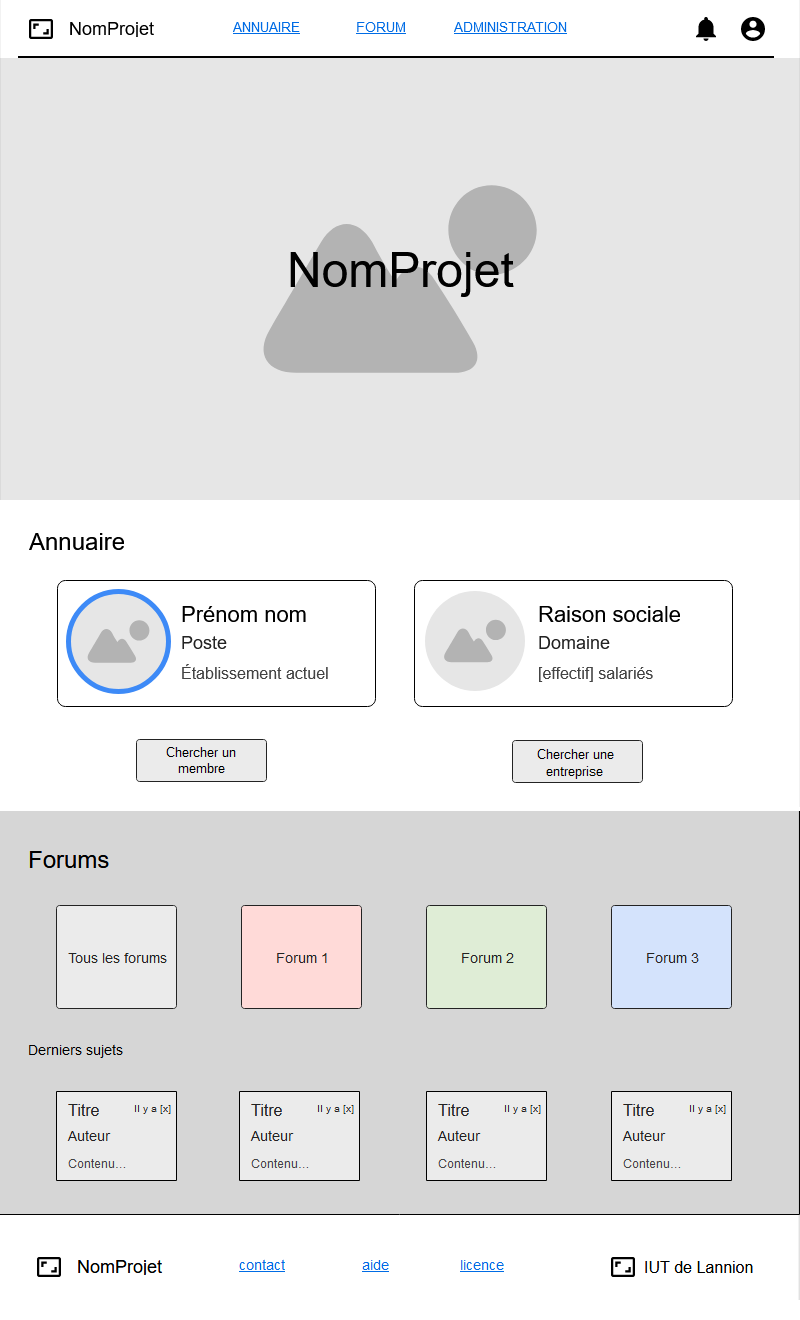 NomProjet
ANNUAIRE
FORUM
ADMINISTRATION
NomProjet
Annuaire
Prénom nom
Poste
Établissement actuel
Raison sociale
Domaine
[effectif] salariés
Chercher un
membre
Chercher une
entreprise
Forums
Tous les forums
Forum 1
Forum 2
Forum 3
Derniers sujets
Titre
Il y a [x]
Auteur
Contenu...
Titre
Il y a [x]
Auteur
Contenu...
Titre
Il y a [x]
Auteur
Contenu...
Titre
Il y a [x]
Auteur
Contenu...
NomProjet
contact
aide
licence
IUT de Lannion